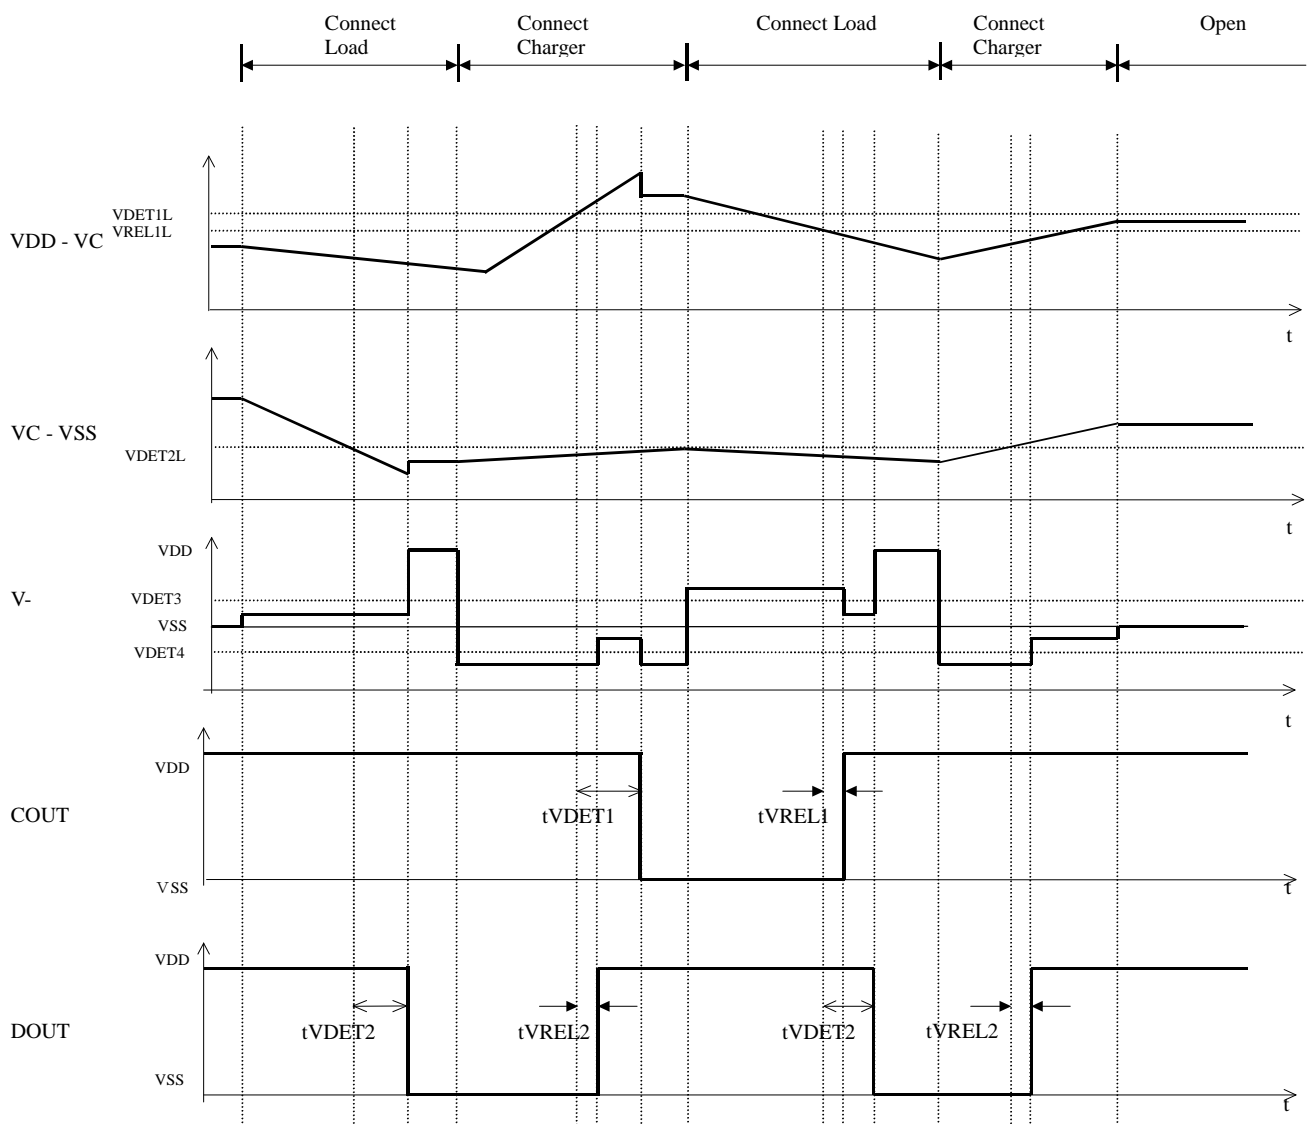 Connect
Load
Connect
Charger
Connect Load
Connect
Charger
Open
VDET1L
VREL1L
VDD - VC
t
VC - VSS
VDET2L
t
VDD
V-
VDET3
VSS
VDET4
t
VDD
COUT
tVDET1
tVREL1
VSS
t
VDD
DOUT
tVDET2
tVREL2
tVDET2
tVREL2
VSS
t